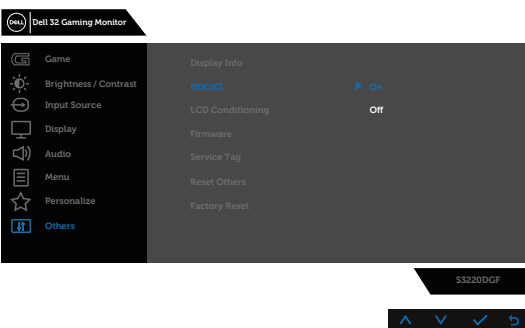 DELL Dell 32 Gaming Monitor
Game
Brightness / Contrast
Input Source
Display
Audio
Menu
Personalize
Others
Display Info
DDC/CI On
LCD Conditioning Off
Firmware
Service Tag
Reset Others
Factory Reset
S3220DGF